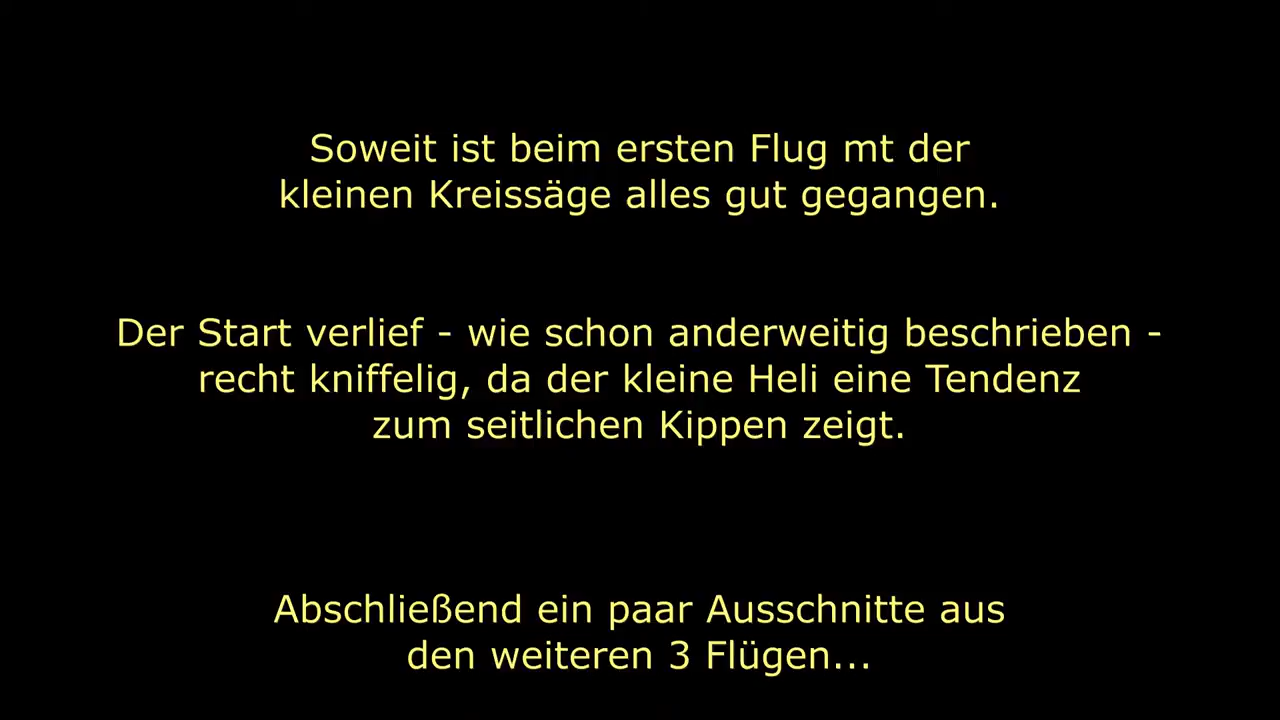 Soweit ist beim ersten Flug mt der
kleinen Kreissäge alles gut gegangen.
Der Start verlief - wie schon anderweitig beschrieben -
recht kniffelig, da der kleine Heli eine Tendenz
zum seitlichen Kippen zeigt.
Abschließend ein paar Ausschnitte aus
den weiteren 3 Flügen...